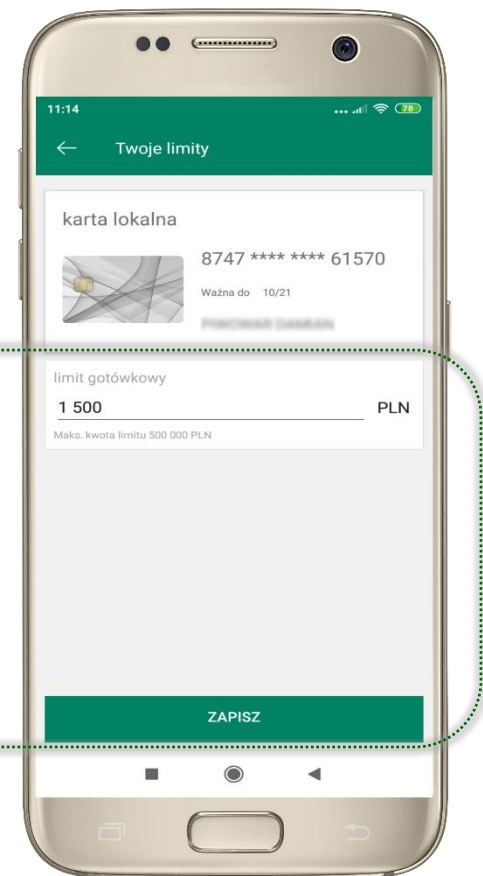 11:14
78
Twoje limity
karta lokalna
8747 **** **** 61570
Ważna do 10/21
limit gotówkowy
1 500 PLN
Maks. kwota limitu 500 000 PLN
ZAPISZ